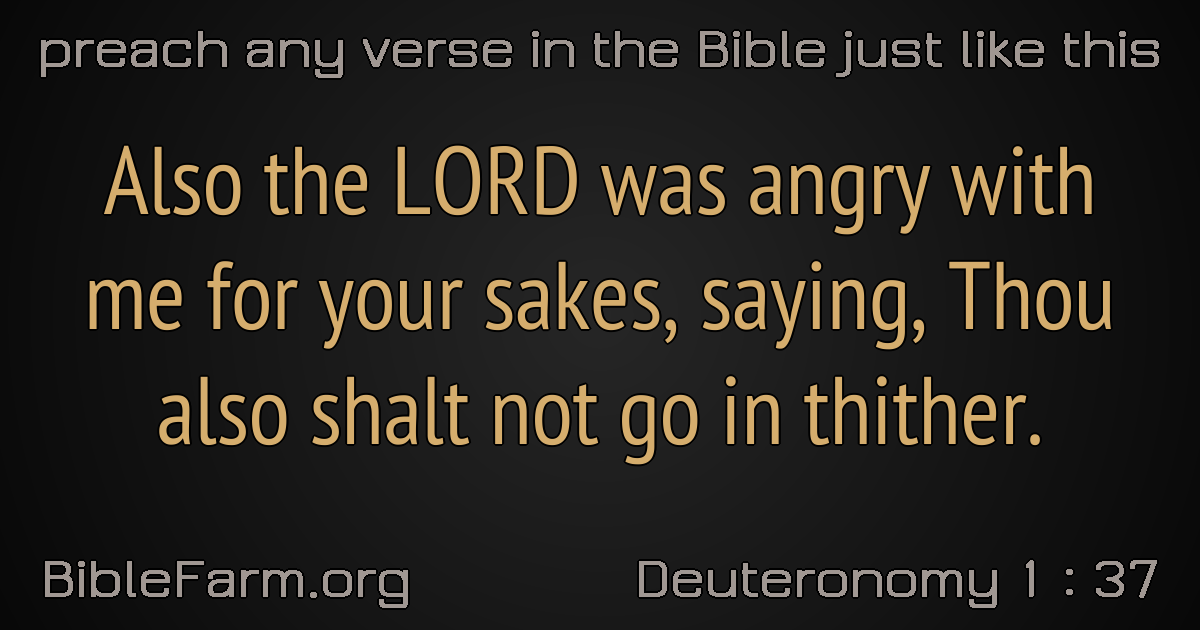 preach any verse in the Bible just like this
Also the LORD was angry with
me for your sakes, saying, Thou
also shalt not go in thither.
BibleFarm.org
Deuteronomy 1 : 37